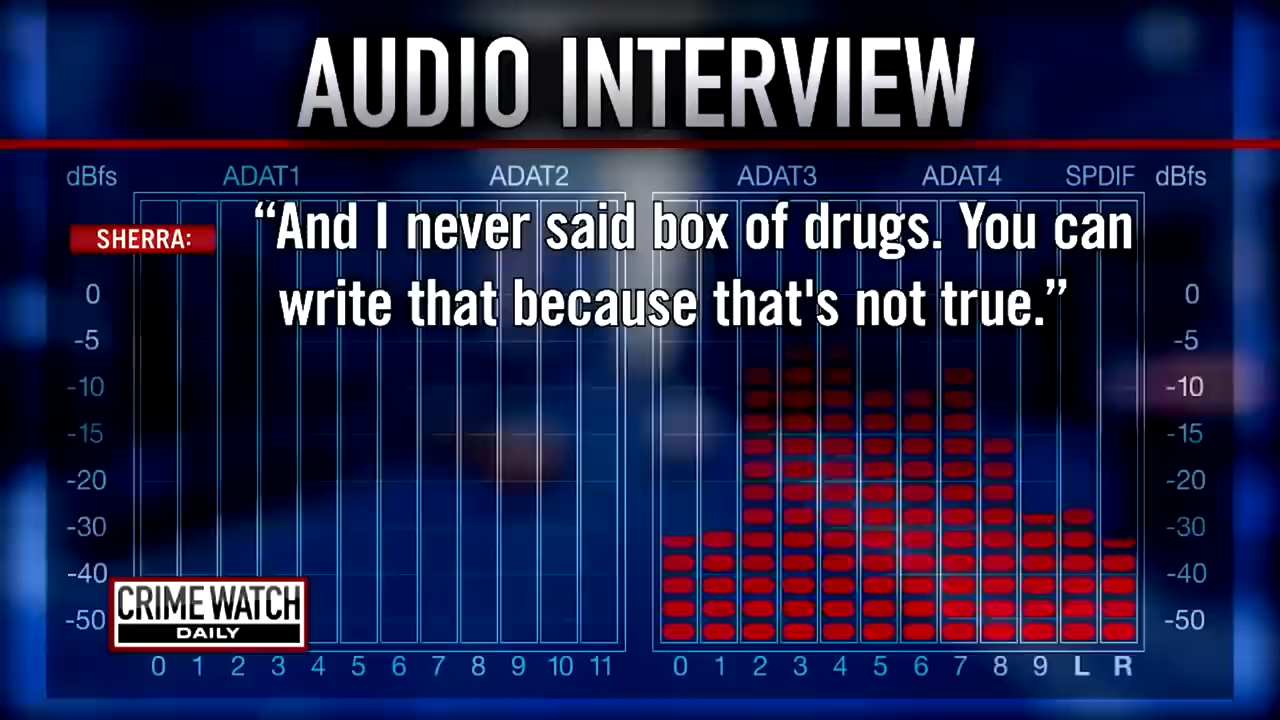 AUDIO INTERVIEW
dBfs ADAT1 ADAT2 ADAT3 ADAT4 SPDIF dBfs
SHERRA:
“And I never said box of drugs. You can
write that because that's not true.”
0 0
-5 -5
-10 -10
-15 -15
-20 -20
-30 -30
-40 -40
-50 -50
CRIME WATCH
DAILY
0 1 2 3 4 5 6 7 8 9 10 11 0 1 2 3 4 5 6 7 8 9 L R